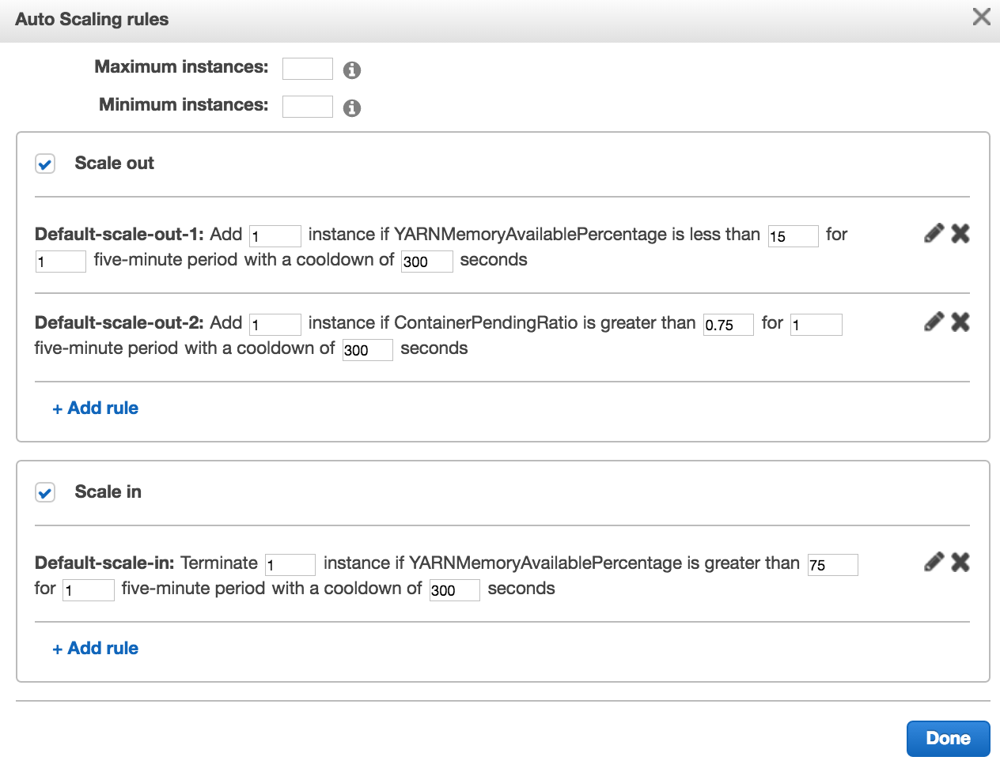 Auto Scaling rules
Maximum instances:
Minimum instances:
Scale out
Default-scale-out-1: Add 1 instance if YARNMemoryAvailablePercentage is less than 15 for
1 five-minute period with a cooldown of 300 seconds
Default-scale-out-2: Add 1 instance if ContainerPendingRatio is greater than 0.75 for 1
five-minute period with a cooldown of 300 seconds
+ Add rule
Scale in
Default-scale-in: Terminate 1 instance if YARNMemoryAvailablePercentage is greater than 75
for 1 five-minute period with a cooldown of 300 seconds
+ Add rule
Done